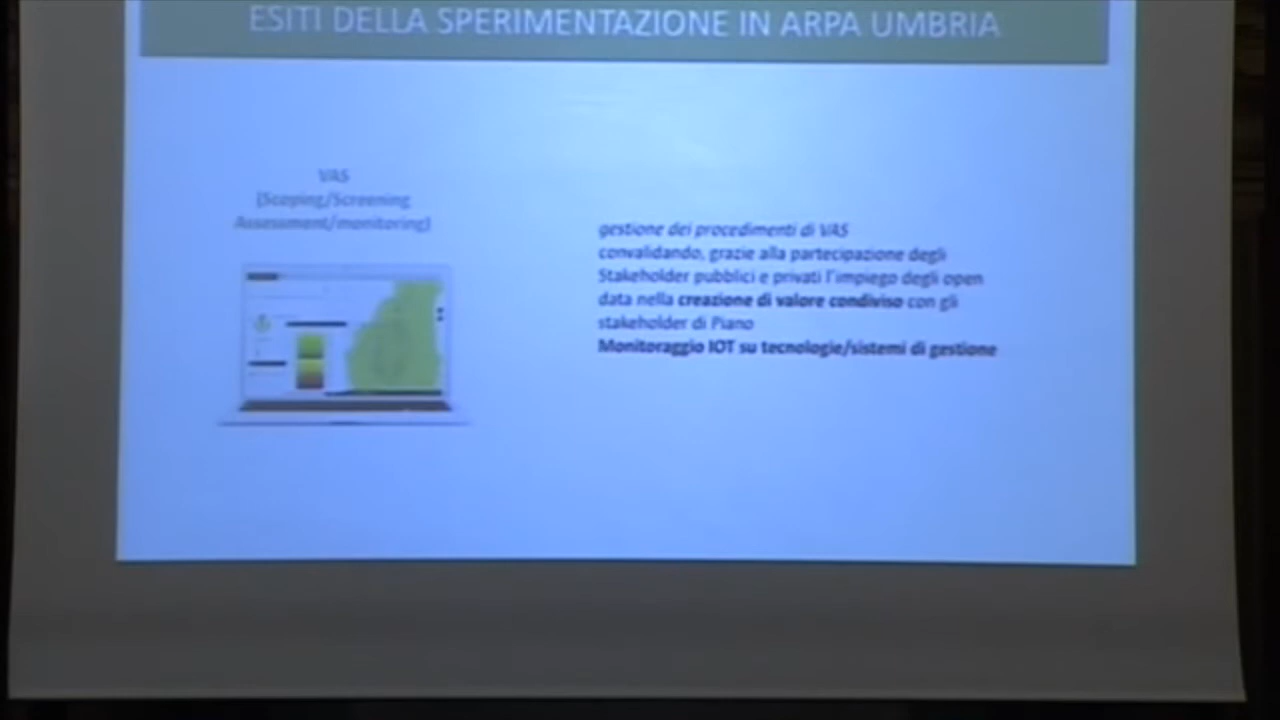 ESITI DELLA SPERIMENTAZIONE IN ARPA UMBRIA
VAS
(Scoping/Screening
Assessment/monitoring)
gestione dei procedimenti di VAS
convalidando, grazie alla partecipazione degli
Stakeholder pubblici e privati l'impiego degli open
data nella creazione di valore condiviso con gli
stakeholder di Piano
Monitoraggio IOT su tecnologie/sistemi di gestione